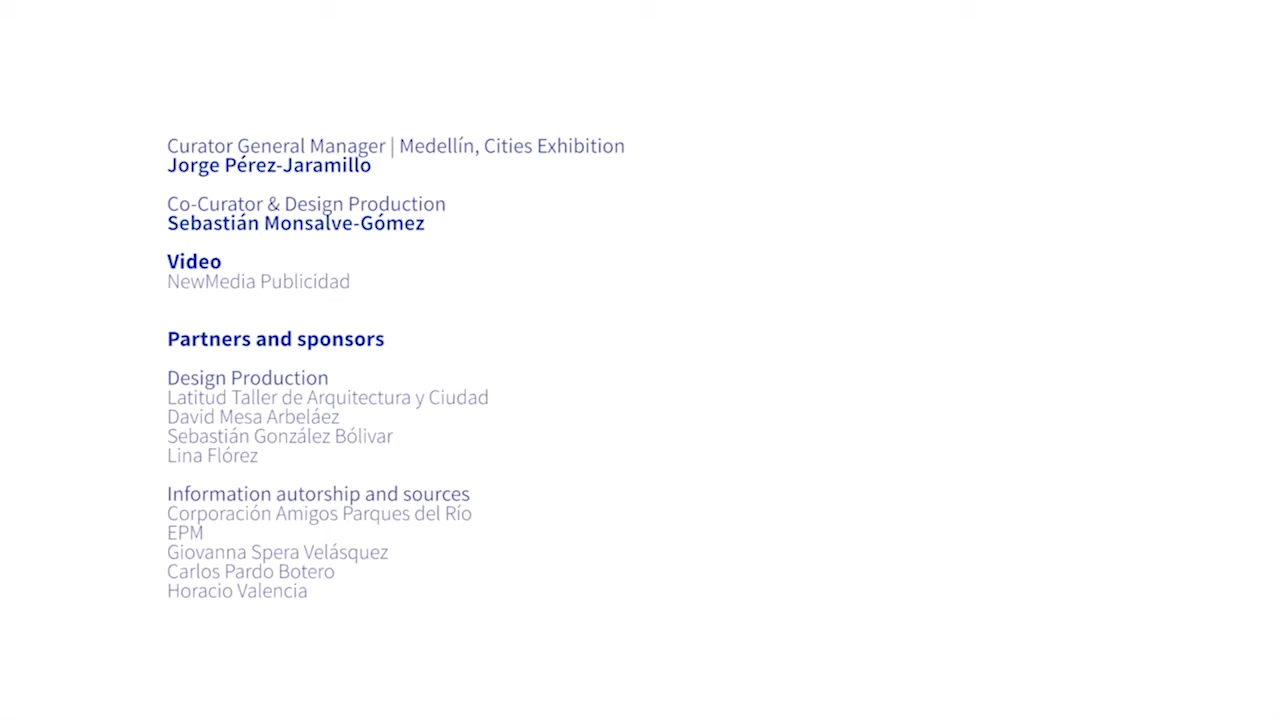 Curator General Manager | Medellín, Cities Exhibition
Jorge Pérez-Jaramillo
Co-Curator & Design Production
Sebastián Monsalve-Gómez
Video
NewMedia Publicidad
Partners and sponsors
Design Production
Latitud Taller de Arquitectura y Ciudad
David Mesa Arbeláez
Sebastián González Bólivar
Lina Flórez
Information autorship and sources
Corporación Amigos Parques del Río
EPM
Giovanna Spera Velásquez
Carlos Pardo Botero
Horacio Valencia